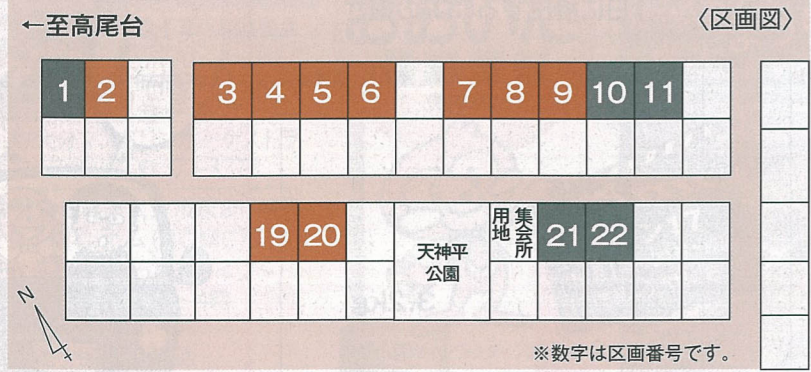 ←至高尾台
〈区画図〉
1 2 3 4 5 6 7 8 9 10 11
19 20
天神平
公園
集会所
用地
21 22
N
※数字は区画番号です。